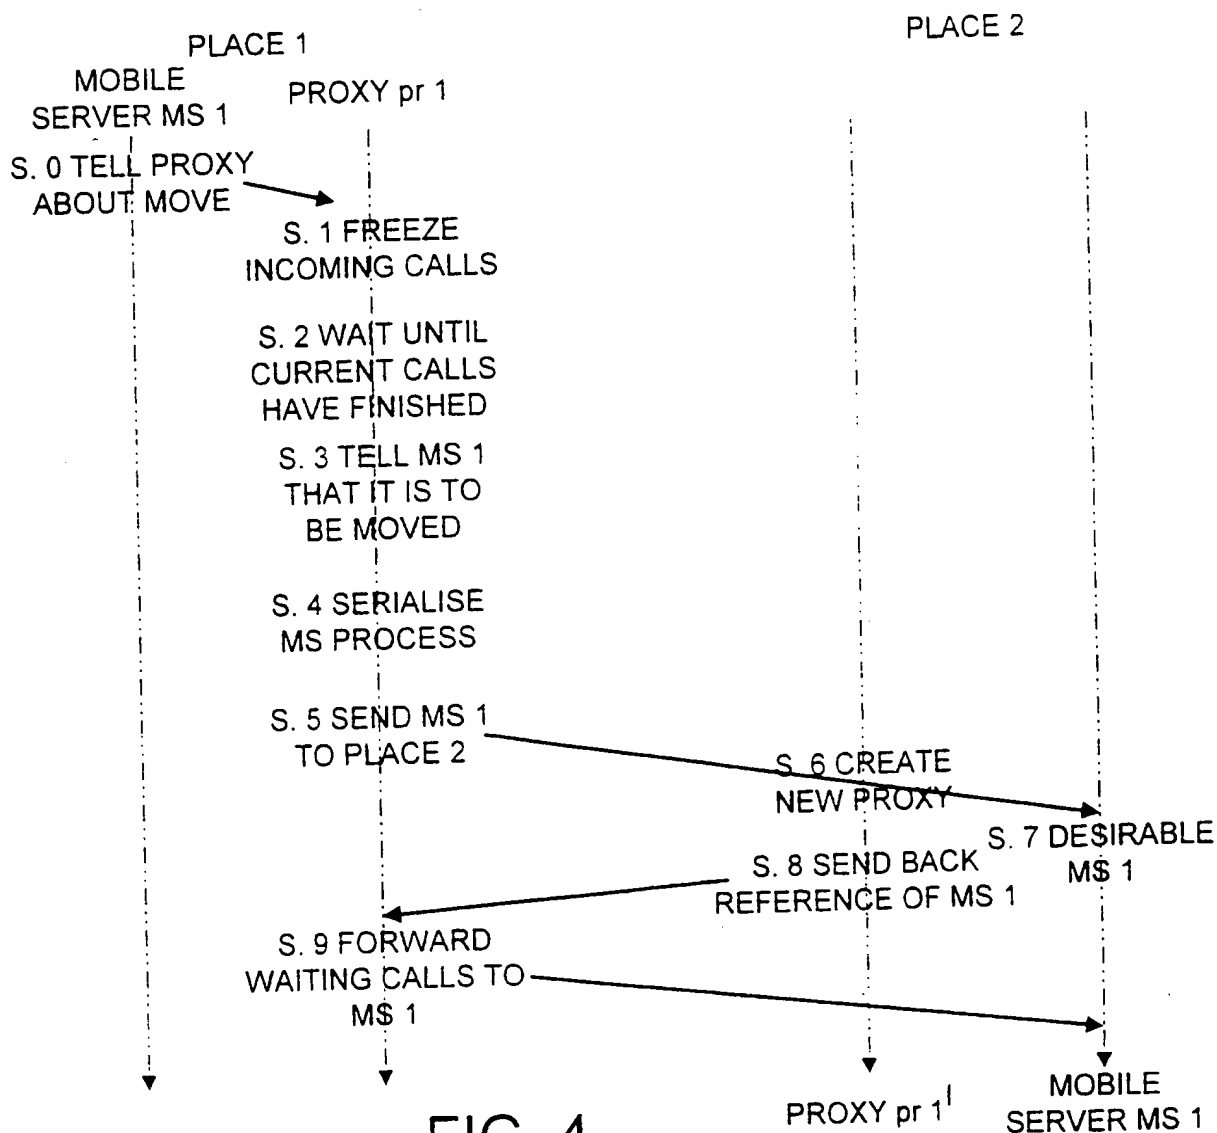 PLACE 1
PLACE 2
MOBILE
SERVER MS 1
PROXY pr 1
S. 0 TELL PROXY
ABOUT MOVE
S. 1 FREEZE
INCOMING CALLS
S. 2 WAIT UNTIL
CURRENT CALLS
HAVE FINISHED
S. 3 TELL MS 1
THAT IT IS TO
BE MOVED
S. 4 SERIALISE
MS PROCESS
S. 5 SEND MS 1
TO PLACE 2
S. 6 CREATE
NEW PROXY
S. 7 DESIRABLE
MS 1
S. 8 SEND BACK
REFERENCE OF MS 1
S. 9 FORWARD
WAITING CALLS TO
MS 1
PROXY pr 1'
MOBILE
SERVER MS 1
FIG. 4